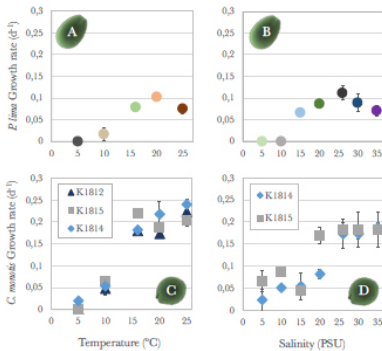 0,3
0,25
0,2
0,15
0,1
0,05
0
5 10 15 20 25
A
P. lima Growth rate (d-1)
0,3
0,25
0,2
0,15
0,1
0,05
0
5 10 15 20 25 30 35
B
0,3
0,25
0,2
0,15
0,1
0,05
0
5 10 15 20 25
K1812
K1815
K1814
C
C. monotis Growth rate (d-1)
Temperature (ºC)
0,3
0,25
0,2
0,15
0,1
0,05
0
5 10 15 20 25 30 35
K1814
K1815
D
Salinity (PSU)